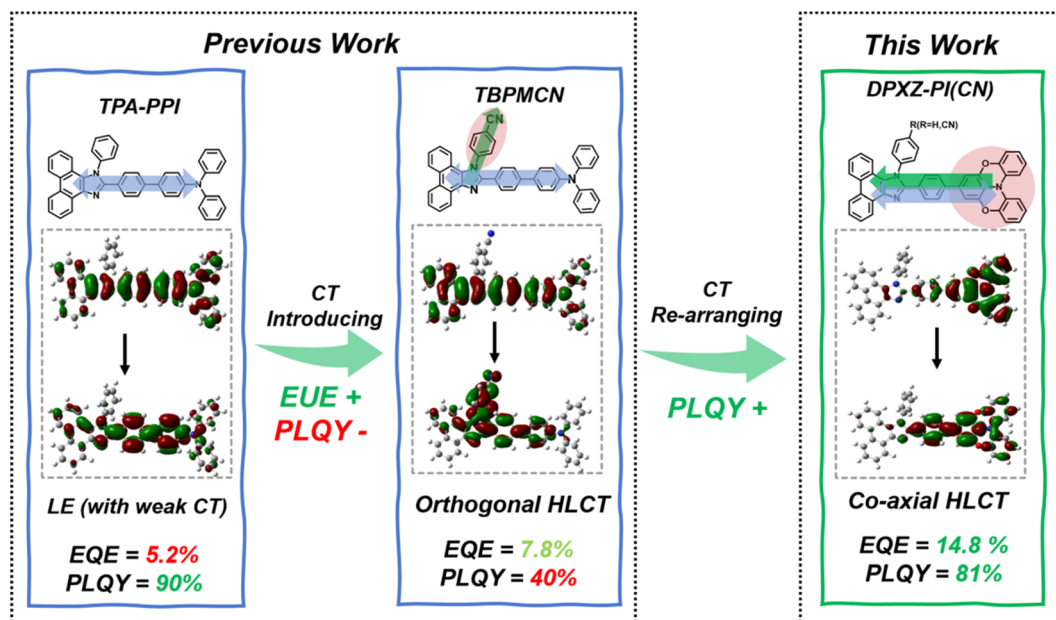 Previous Work
This Work
TPA-PPI
N
N
N
TBPMCN
CN
N
N
N
DPXZ-PI(CN)
R(R=H,CN)
N
N
O
N
O
CT
Introducing
EUE +
PLQY -
CT
Re-arranging
PLQY +
LE (with weak CT)
EQE = 5.2%
PLQY = 90%
Orthogonal HLCT
EQE = 7.8%
PLQY = 40%
Co-axial HLCT
EQE = 14.8 %
PLQY = 81%